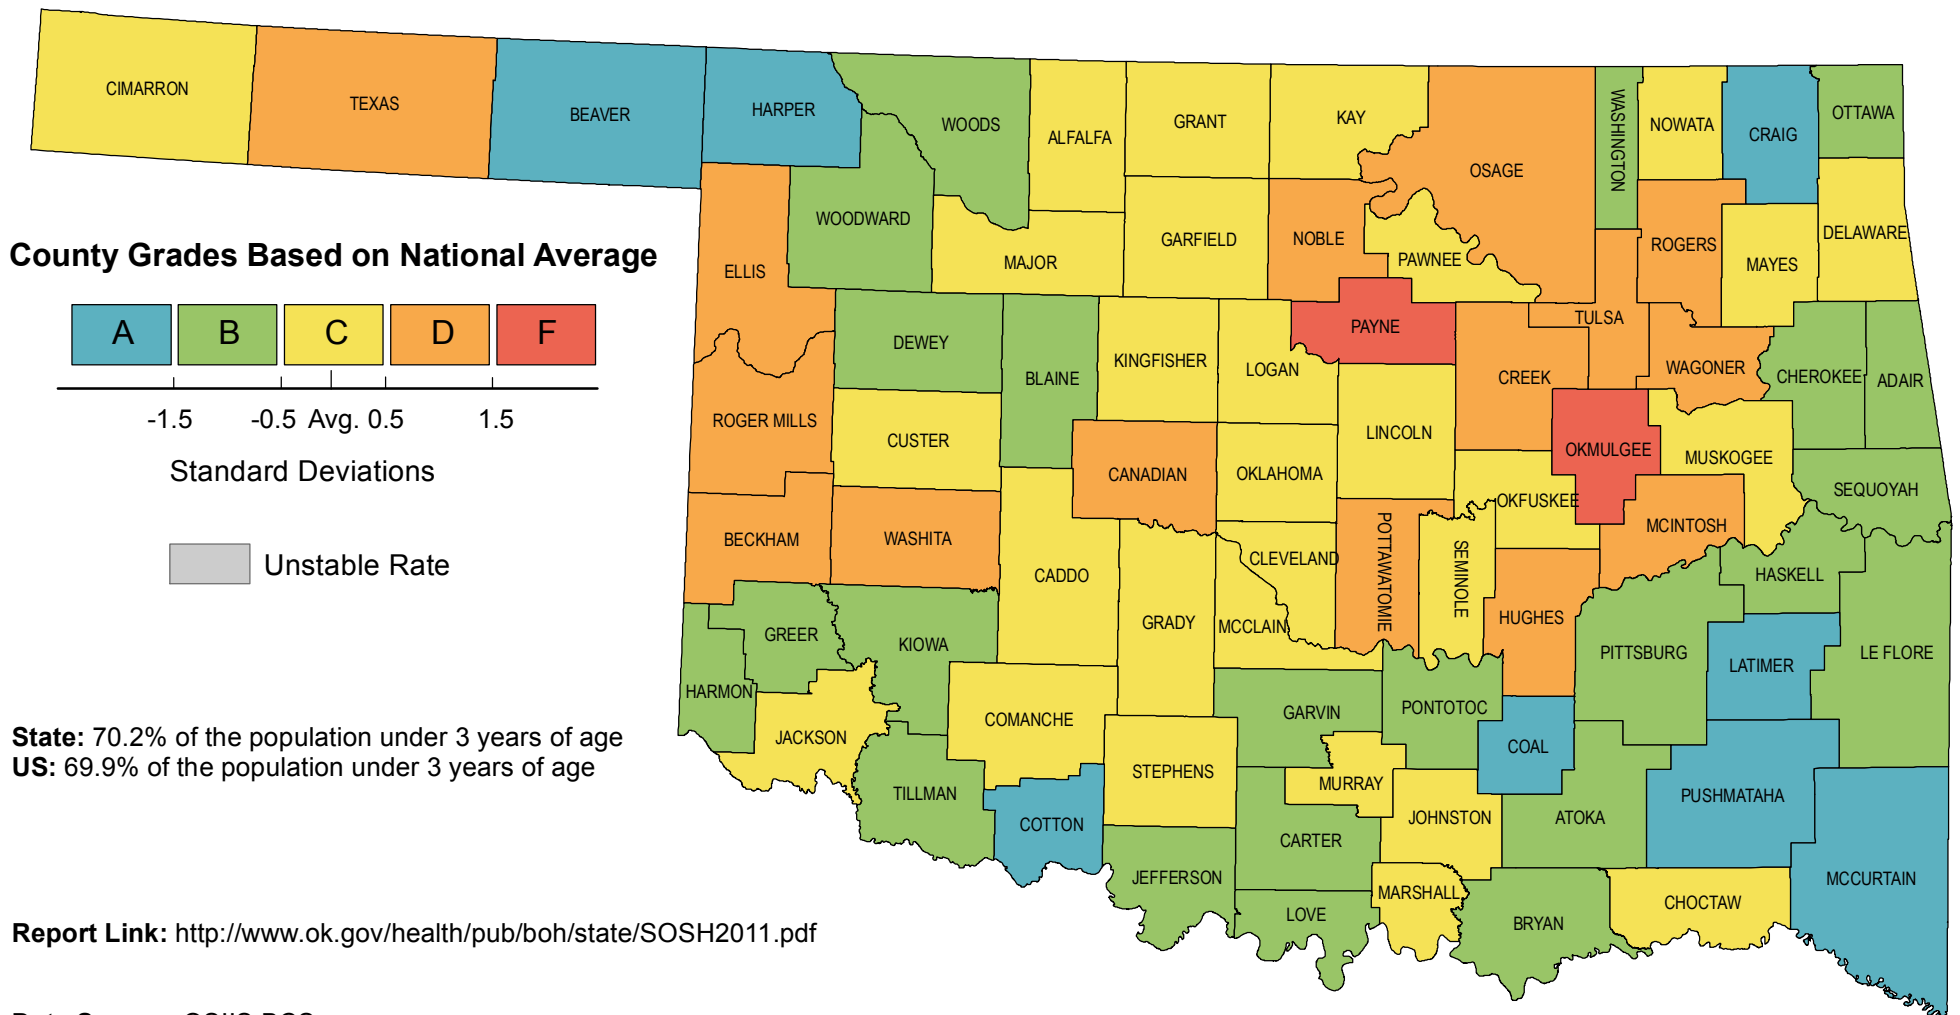 CIMARRON
TEXAS
BEAVER
HARPER
WOODS
ALFALFA
GRANT
KAY
OSAGE
WASHINGTON
NOWATA
CRAIG
OTTAWA
WOODWARD
ELLIS
MAJOR
GARFIELD
NOBLE
PAWNEE
ROGERS
MAYES
DELAWARE
County Grades Based on National Average
A B C D F
-1.5 -0.5 Avg. 0.5 1.5
Standard Deviations
Unstable Rate
DEWEY
BLAINE
KINGFISHER
LOGAN
PAYNE
CREEK
TULSA
WAGONER
CHEROKEE
ADAIR
ROGER MILLS
CUSTER
CANADIAN
OKLAHOMA
LINCOLN
OKMULGEE
MUSKOGEE
SEQUOYAH
OKFUSKEE
BECKHAM
WASHITA
CADDO
GRADY
CLEVELAND
MCCLAIN
POTTAWATOMIE
SEMINOLE
HUGHES
MCINTOSH
HASKELL
PITTSBURG
LATIMER
LE FLORE
GREER
KIOWA
HARMON
JACKSON
COMANCHE
TILLMAN
COTTON
STEPHENS
GARVIN
PONTOTOC
MURRAY
COAL
JOHNSTON
ATOKA
PUSHMATAHA
MCCURTAIN
CARTER
JEFFERSON
LOVE
MARSHALL
BRYAN
CHOCTAW
State: 70.2% of the population under 3 years of age
US: 69.9% of the population under 3 years of age
Report Link: http://www.ok.gov/health/pub/boh/state/SOSH2011.pdf